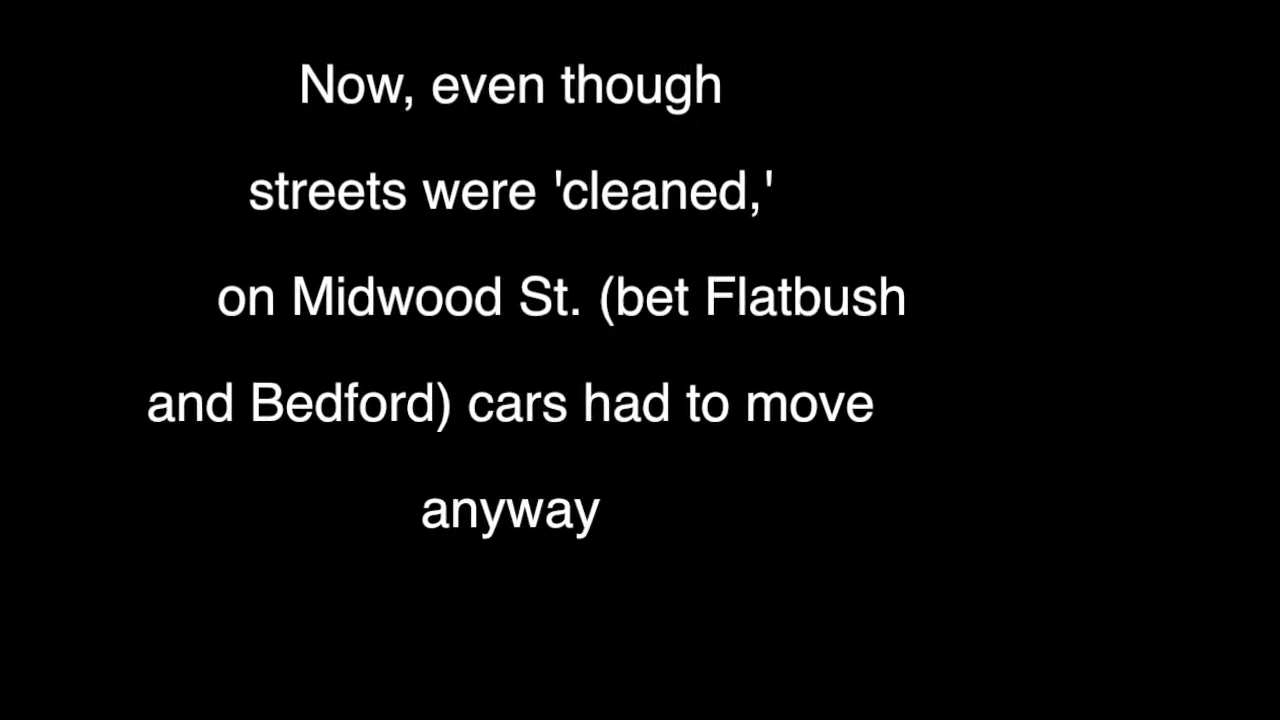 Now, even though
streets were 'cleaned,'
on Midwood St. (bet Flatbush
and Bedford) cars had to move
anyway